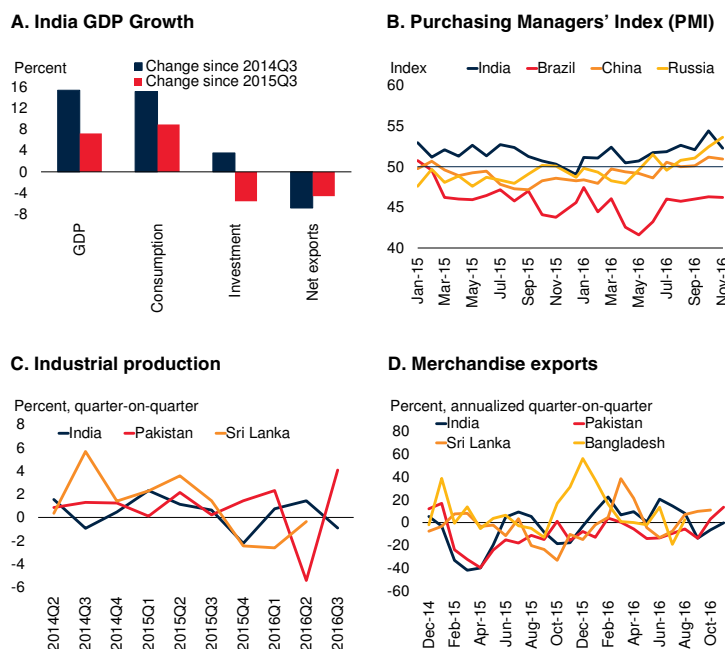 A. India GDP Growth
Percent
Change since 2014Q3
Change since 2015Q3
16
12
8
4
0
-4
-8
GDP
Consumption
Investment
Net exports
B. Purchasing Managers' Index (PMI)
Index
India
Brazil
China
Russia
60
55
50
45
40
Jan-15
Mar-15
May-15
Jul-15
Sep-15
Nov-15
Jan-16
Mar-16
May-16
Jul-16
Sep-16
Nov-16
C. Industrial production
Percent, quarter-on-quarter
India
Pakistan
Sri Lanka
8
6
4
2
0
-2
-4
-6
2014Q2
2014Q3
2014Q4
2015Q1
2015Q2
2015Q3
2015Q4
2016Q1
2016Q2
2016Q3
D. Merchandise exports
Percent, annualized quarter-on-quarter
India
Pakistan
Sri Lanka
Bangladesh
80
60
40
20
0
-20
-40
-60
Dec-14
Feb-15
Apr-15
Jun-15
Aug-15
Oct-15
Dec-15
Feb-16
Apr-16
Jun-16
Aug-16
Oct-16